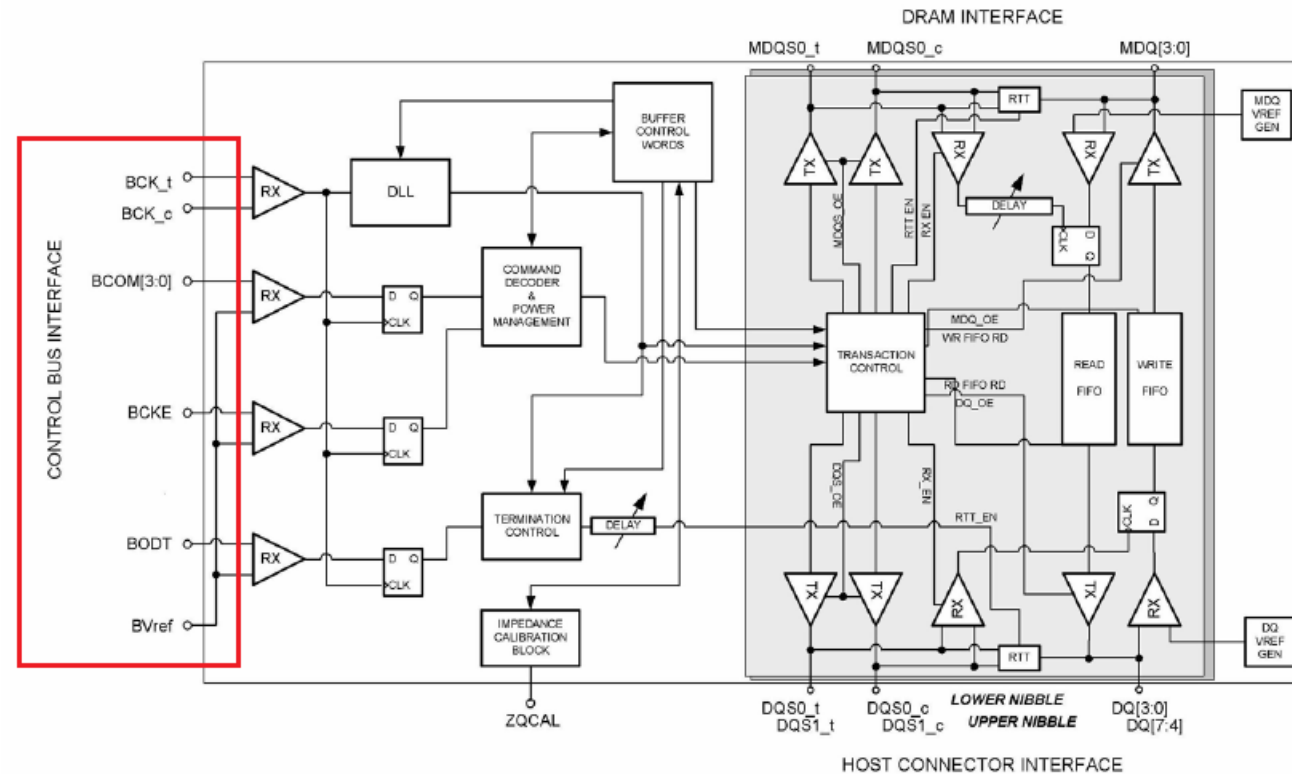 DRAM INTERFACE
MDQS0_t
MDQS0_c
MDQ[3:0]
RTT
MDQ
VREF
GEN
BUFFER
CONTROL
WORDS
TX
TX
RX
RX
TX
BCK_t
BCK_c
RX
DLL
MDQS_OE
RTT EN
RX EN
DELAY
CLK
D
Q
CONTROL BUS INTERFACE
BCOM[3:0]
RX
D Q
CLK
COMMAND
DECODER
&
POWER
MANAGEMENT
MDQ_OE
WR FIFO RD
TRANSACTION
CONTROL
READ
FIFO
WRITE
FIFO
RD FIFO RD
DQ_OE
BCKE
RX
D Q
CLK
DQS_OE
RX_EN
TERMINATION
CONTROL
DELAY
RTT_EN
CLK
Q
D
BODT
RX
D Q
CLK
TX
TX
RX
TX
RX
BVref
IMPEDANCE
CALIBRATION
BLOCK
RTT
DQ
VREF
GEN
ZQCAL
DQS0_t
DQS1_t
DQS0_c
DQS1_c
LOWER NIBBLE
UPPER NIBBLE
DQ[3:0]
DQ[7:4]
HOST CONNECTOR INTERFACE